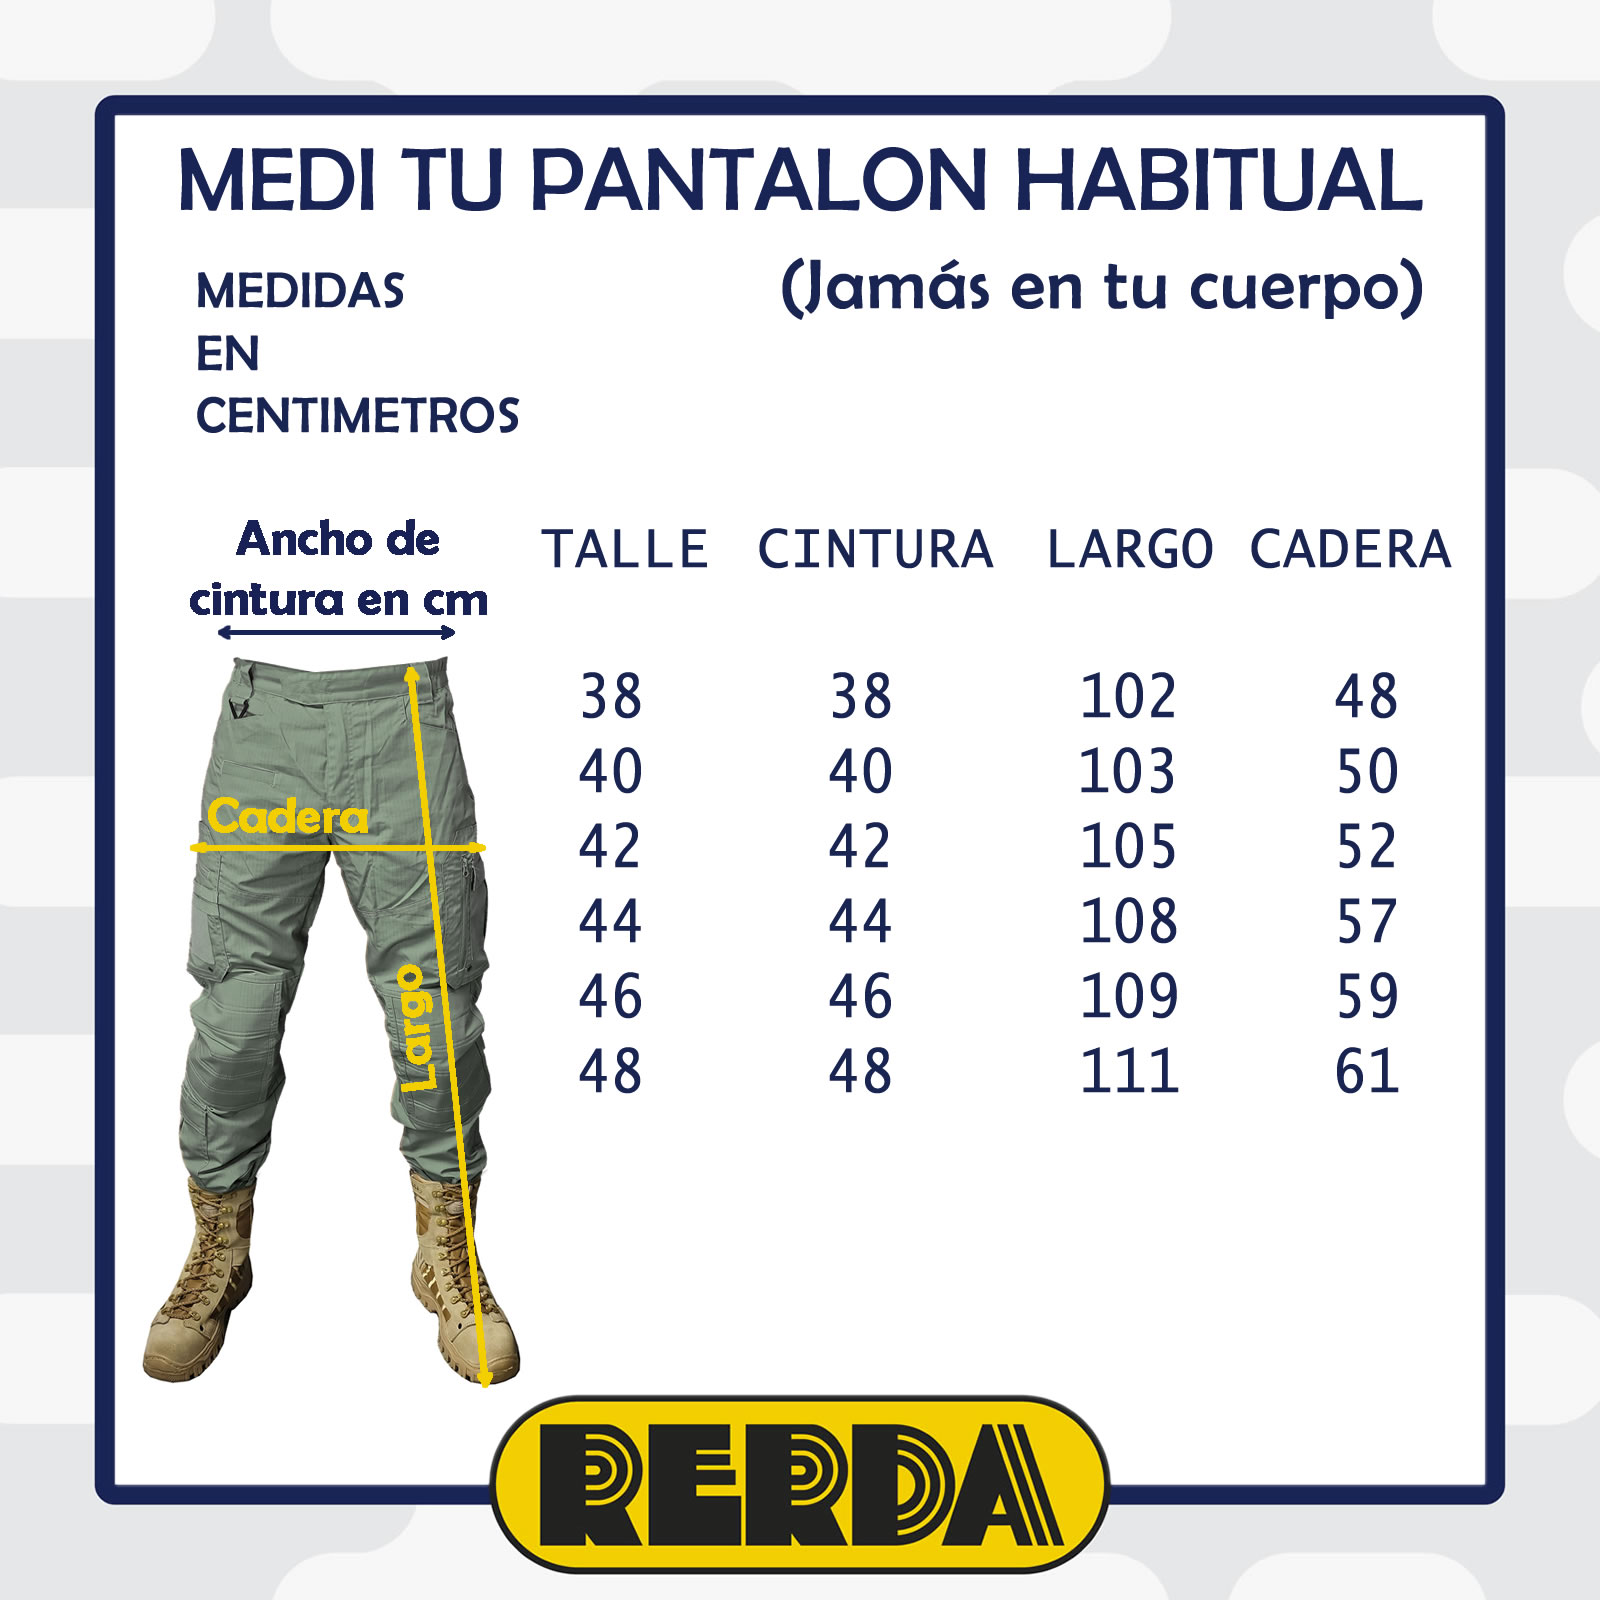 MEDI TU PANTALON HABITUAL
(Jamás en tu cuerpo)
MEDIDAS
EN
CENTIMETROS
Ancho de
cintura en cm
Cadera
Largo
TALLE CINTURA LARGO CADERA
38 38 102 48
40 40 103 50
42 42 105 52
44 44 108 57
46 46 109 59
48 48 111 61
RERDA